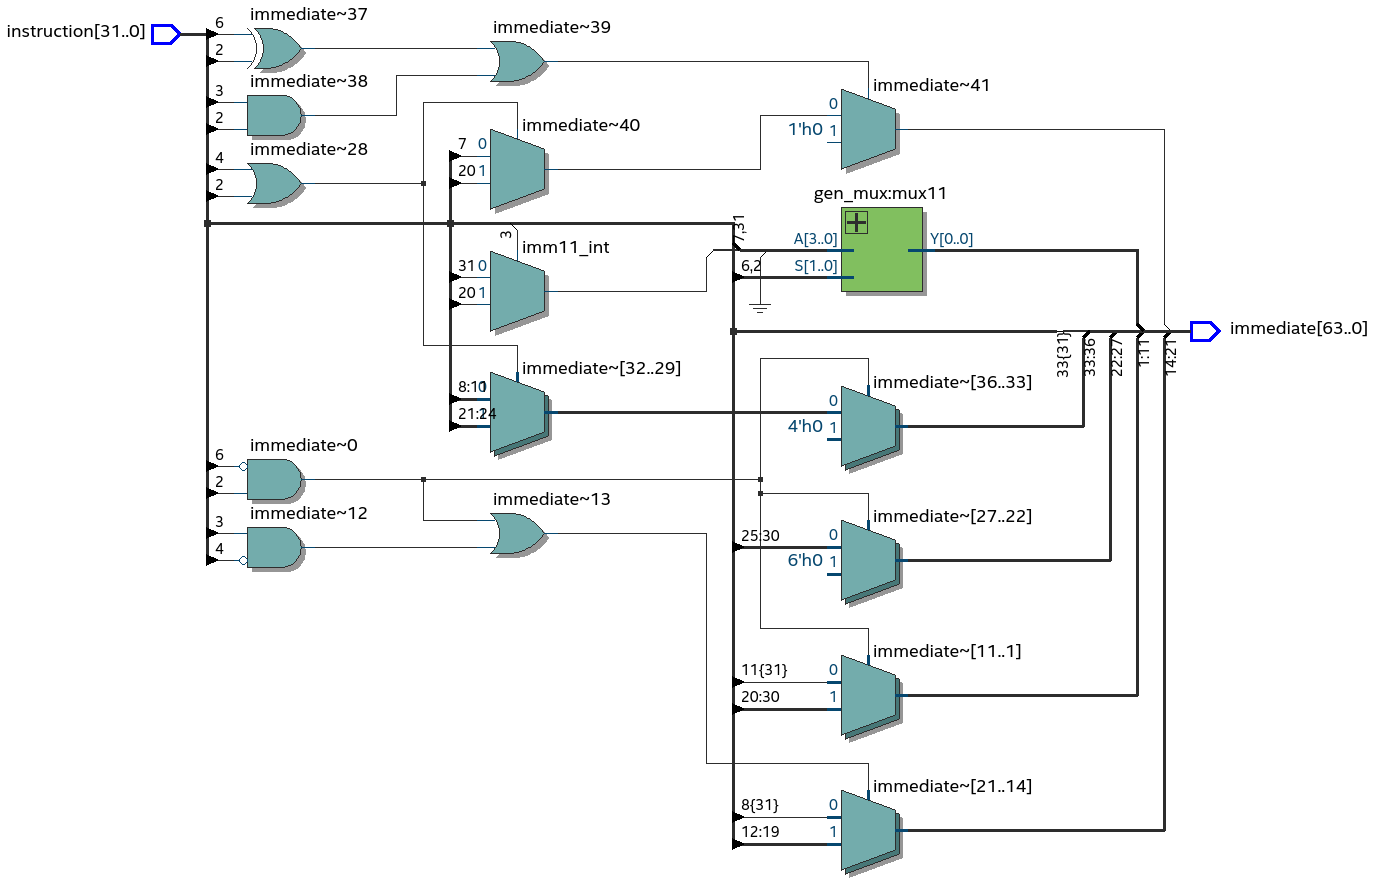 instruction[31..0]
6
2
immediate~37
3
2
immediate~38
4
2
immediate~28
immediate~39
immediate~40
7 0
20 1
immediate~41
0
1'h0 1
gen_mux:mux11
A[3..0]
S[1..0]
Y[0..0]
7,31
6,2
3
imm11_int
31 0
20 1
immediate~[32..29]
8:11 0
21:24 1
immediate[63..0]
33{31}
33:36
22:27
1:11
14:21
immediate~[36..33]
0
4'h0 1
6
2
immediate~0
3
4
immediate~12
immediate~13
immediate~[27..22]
25:30 0
6'h0 1
immediate~[11..1]
11{31} 0
20:30 1
immediate~[21..14]
8{31} 0
12:19 1